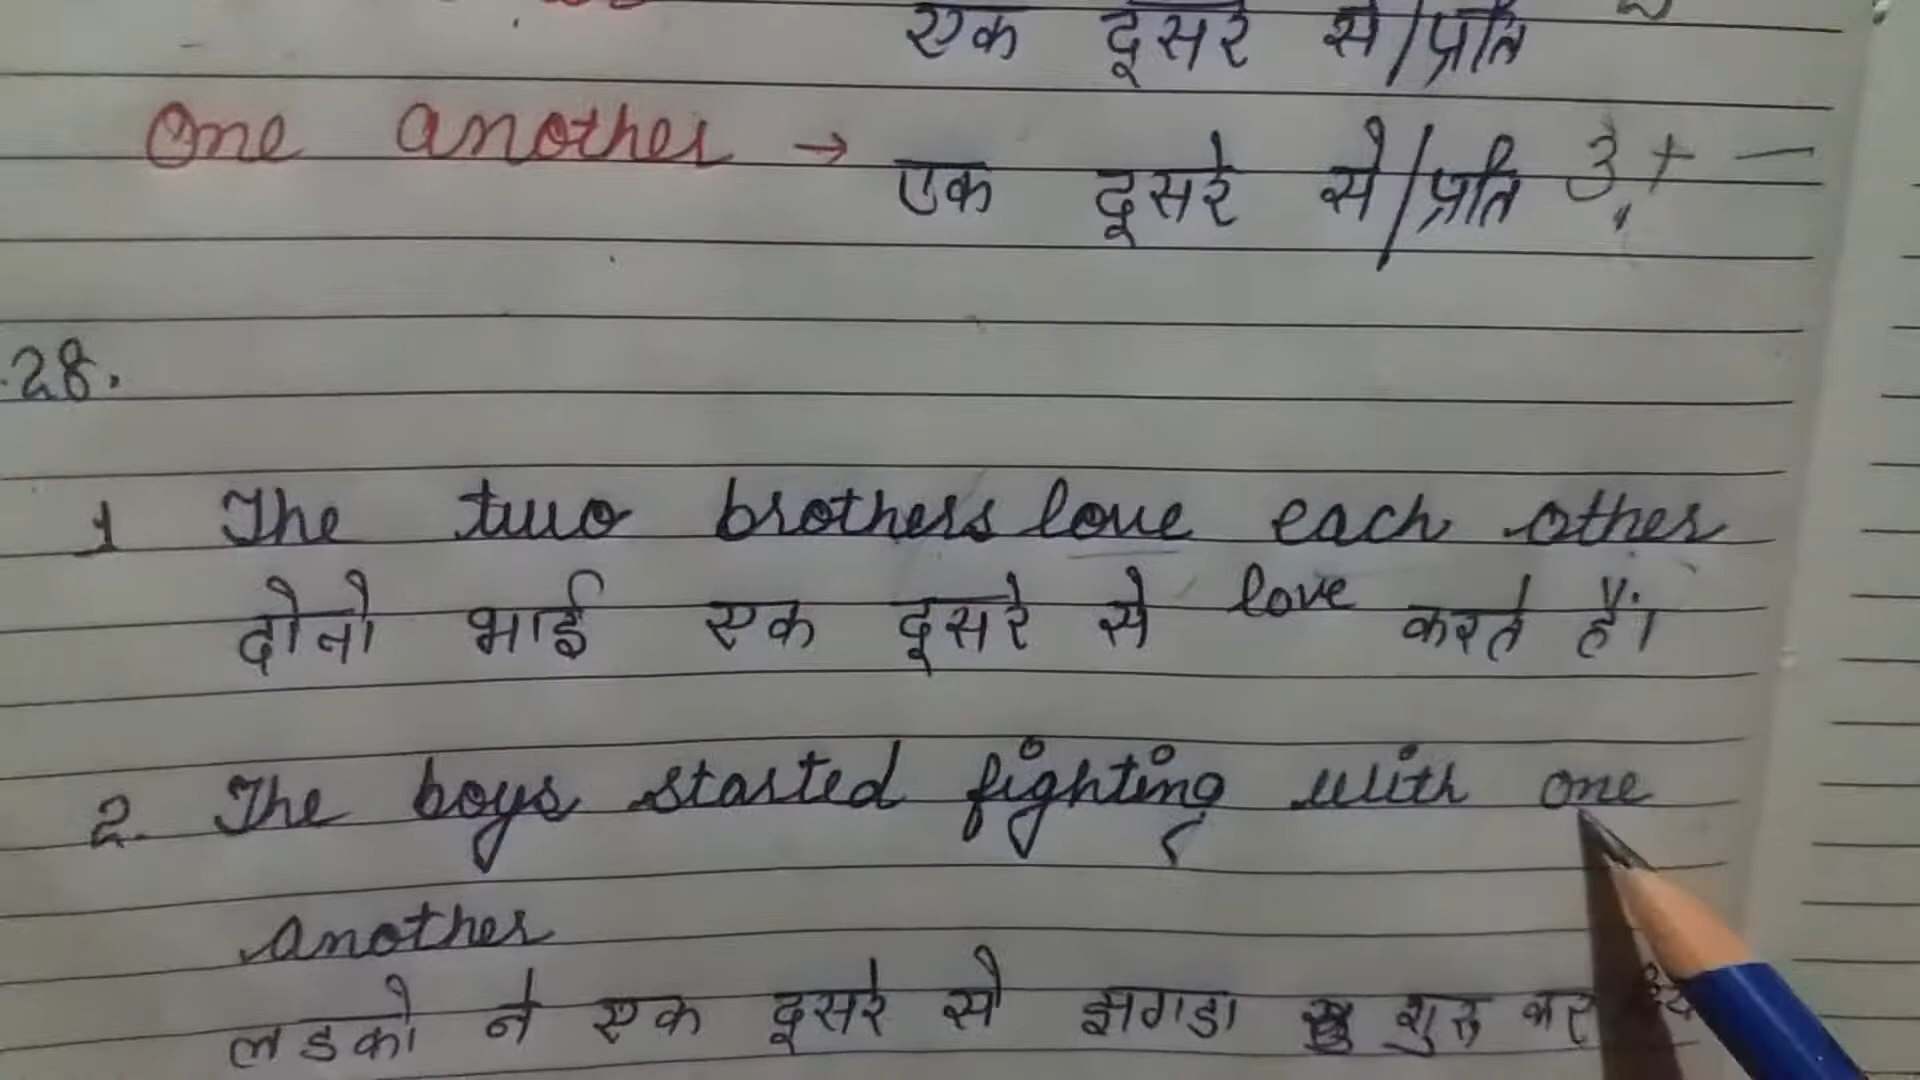 एक दूसरे से/प्रति
One another → एक दूसरे से/प्रति 3,+ —
28.
1 The two brothers love each other
दोनो भाई एक दूसरे से love करते हैं।
2. The boys started fighting with one
another
लडको ने एक दूसरे से झगडा शुरु कर